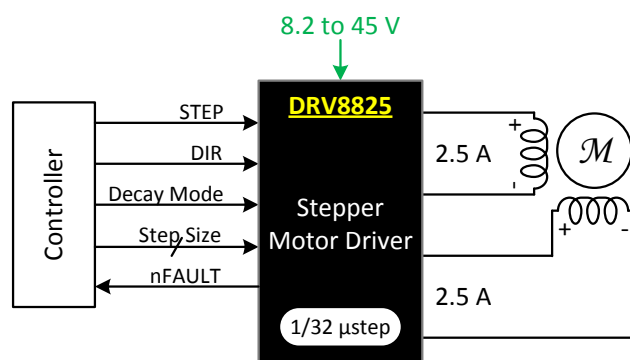 8.2 to 45 V
Controller
STEP
DIR
Decay Mode
Step Size
nFAULT
DRV8825
Stepper
Motor Driver
1/32 µstep
2.5 A
+
-
M
+ -
2.5 A